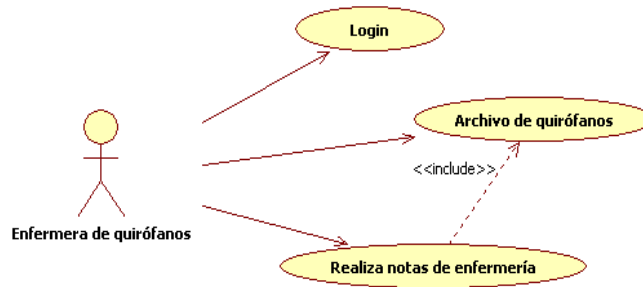 Login
Archivo de quirófanos
<<include>>
Enfermera de quirófanos
Realiza notas de enfermería